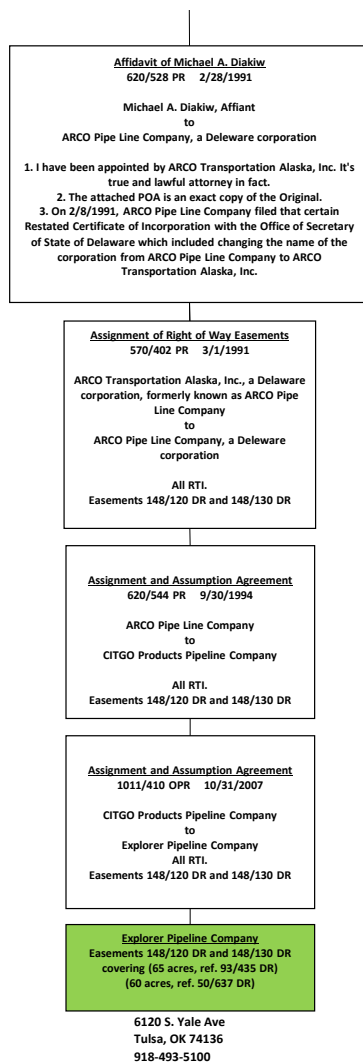 Affidavit of Michael A. Diakiw
620/528 PR 2/28/1991
Michael A. Diakiw, Affiant
to
ARCO Pipe Line Company, a Deleware corporation
1. I have been appointed by ARCO Transportation Alaska, Inc. It's
true and lawful attorney in fact.
2. The attached POA is an exact copy of the Original.
3. On 2/8/1991, ARCO Pipe Line Company filed that certain
Restated Certificate of Incorporation with the Office of Secretary
of State of Delaware which included changing the name of the
corporation from ARCO Pipe Line Company to ARCO
Transportation Alaska, Inc.
Assignment of Right of Way Easements
570/402 PR 3/1/1991
ARCO Transportation Alaska, Inc., a Delaware
corporation, formerly known as ARCO Pipe
Line Company
to
ARCO Pipe Line Company, a Deleware
corporation
All RTI.
Easements 148/120 DR and 148/130 DR
Assignment and Assumption Agreement
620/544 PR 9/30/1994
ARCO Pipe Line Company
to
CITGO Products Pipeline Company
All RTI.
Easements 148/120 DR and 148/130 DR
Assignment and Assumption Agreement
1011/410 OPR 10/31/2007
CITGO Products Pipeline Company
to
Explorer Pipeline Company
All RTI.
Easements 148/120 DR and 148/130 DR
Explorer Pipeline Company
Easements 148/120 DR and 148/130 DR
covering (65 acres, ref. 93/435 DR)
(60 acres, ref. 50/637 DR)
6120 S. Yale Ave
Tulsa, OK 74136
918-493-5100